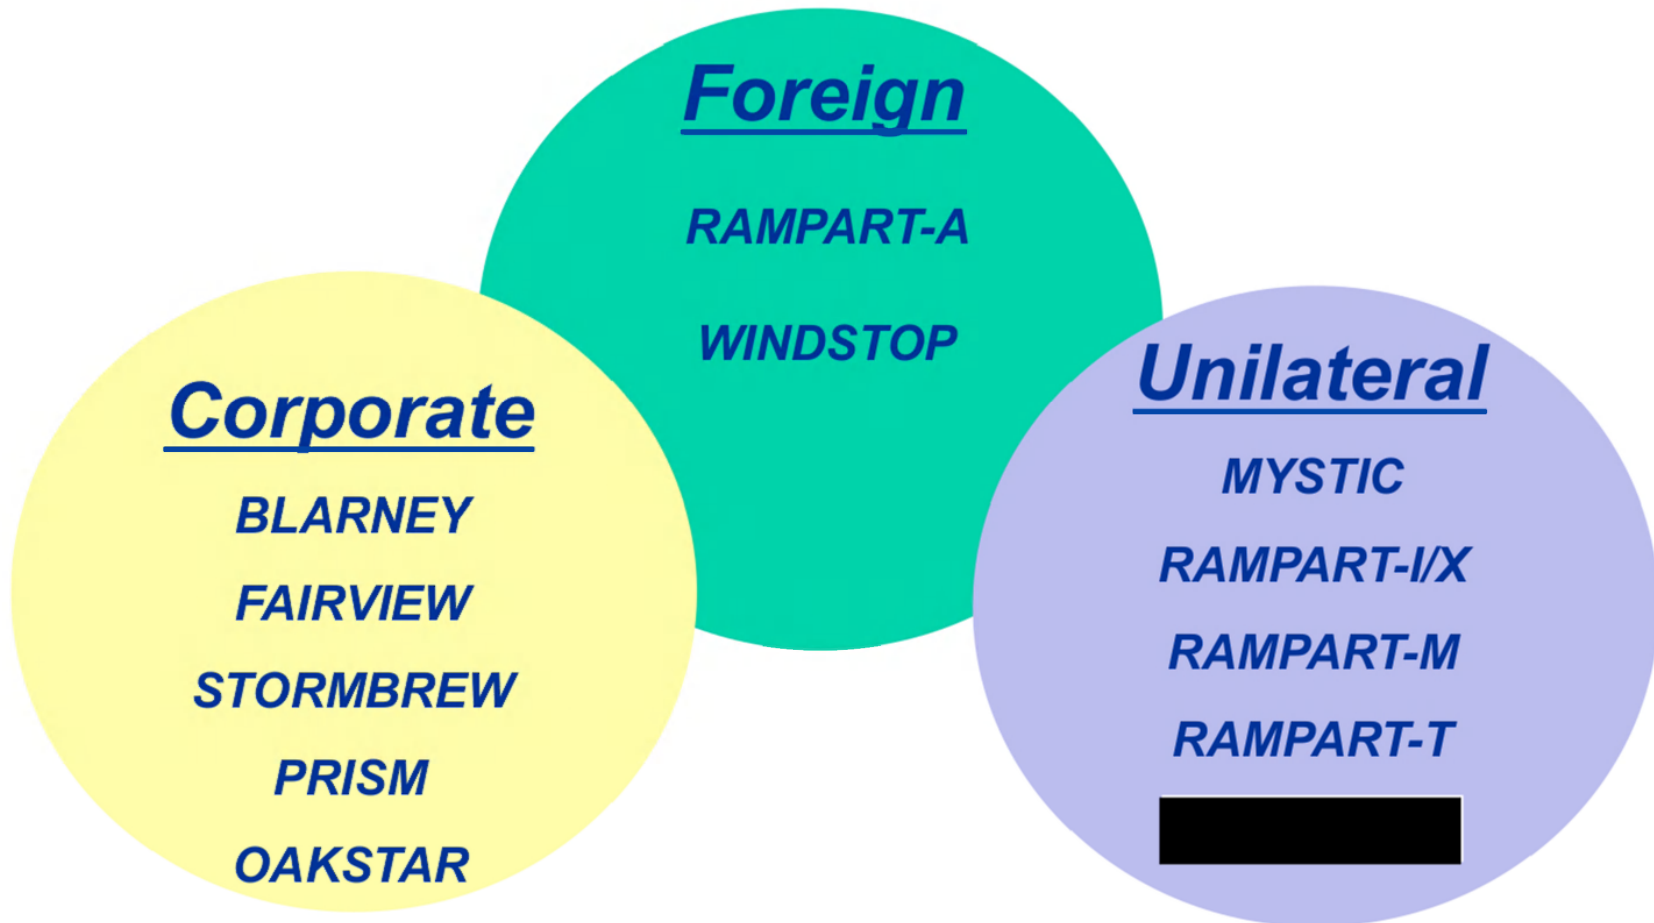 Foreign
RAMPART-A
WINDSTOP
Corporate
BLARNEY
FAIRVIEW
STORMBREW
PRISM
OAKSTAR
Unilateral
MYSTIC
RAMPART-I/X
RAMPART-M
RAMPART-T